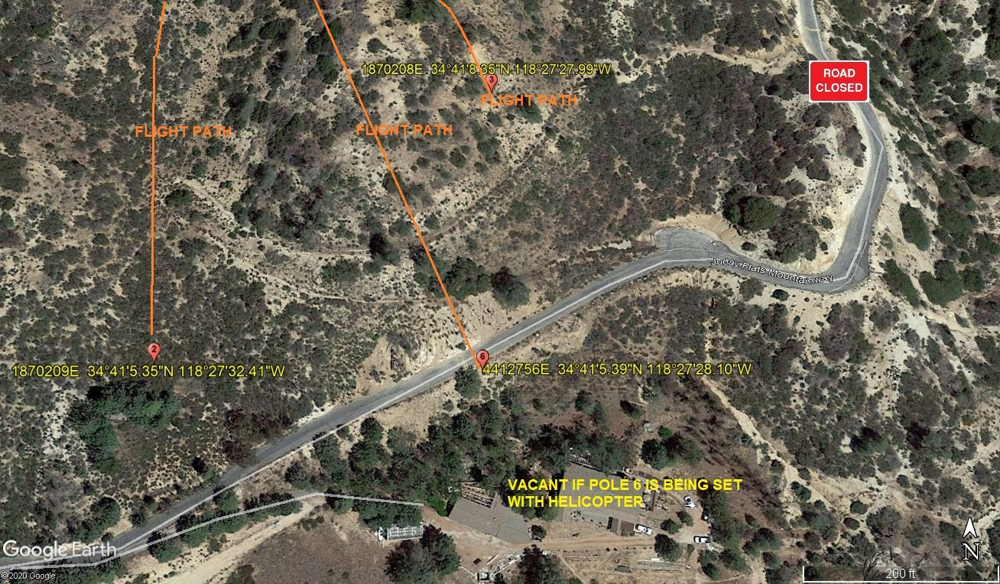 ROAD
CLOSED
1870208E 34°41'8.35"N 118°27'27.99"W
3
FLIGHT PATH
FLIGHT PATH
FLIGHT PATH
Juday Flats Mountainway
2
1870209E 34°41'5.35"N 118°27'32.41"W
6
4412756E 34°41'5.39"N 118°27'28.10"W
VACANT IF POLE 6 IS BEING SET
WITH HELICOPTER
Google Earth
©2020 Google
N
200 ft